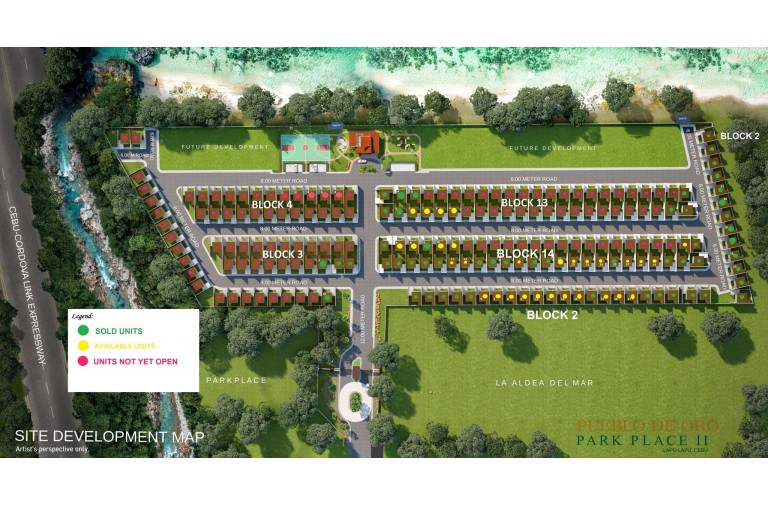 BLOCK 2
FUTURE DEVELOPMENT
FUTURE DEVELOPMENT
6.00 M ROAD
8.00 METER ROAD
8.00 METER ROAD
BLOCK 4
BLOCK 13
8.00 METER ROAD
8.00 METER ROAD
BLOCK 3
BLOCK 14
8.00 METER ROAD
8.00 METER ROAD
BLOCK 2
CEBU-CORDOVA LINK EXPRESSWAY
Legend:
SOLD UNITS
AVAILABLE UNITS
UNITS NOT YET OPEN
PARKPLACE
LA ALDEA DEL MAR
SITE DEVELOPMENT MAP
Artist's perspective only.
PUEBLO DE ORO
PARK PLACE II
LAPU-LAPU, CEBU